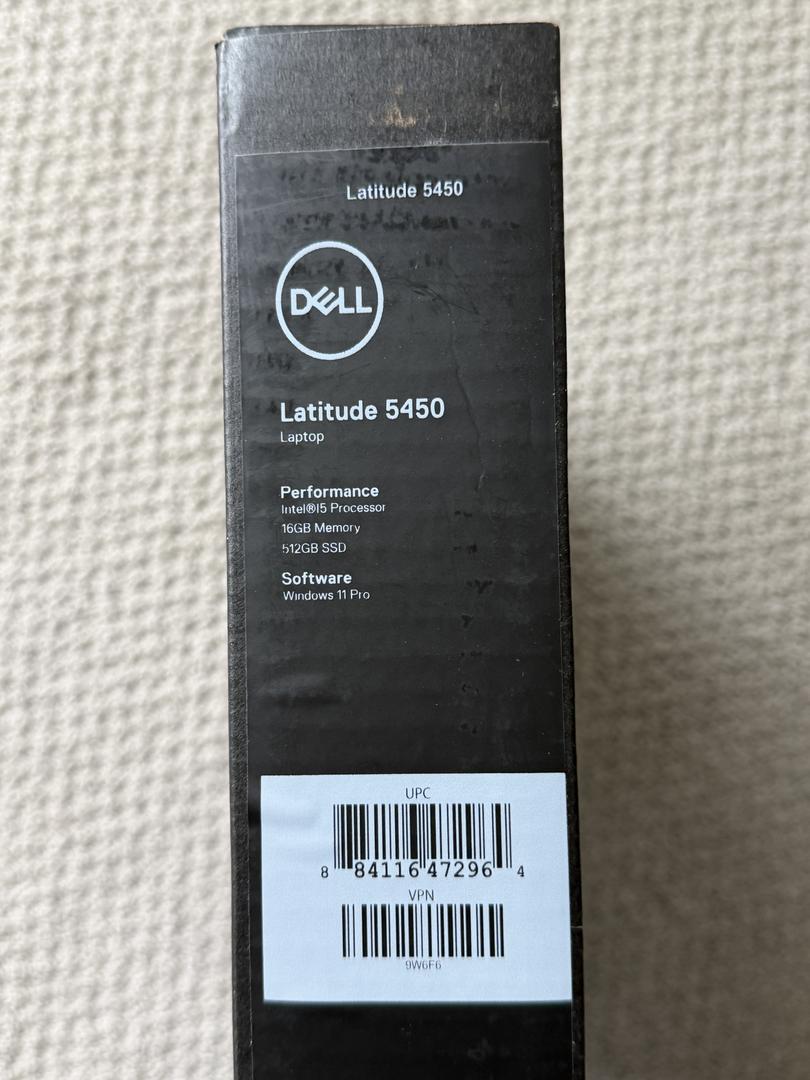 Latitude 5450
DELL
Latitude 5450
Laptop
Performance
Intel®I5 Processor
16GB Memory
512GB SSD
Software
Windows 11 Pro
UPC
8 84116 47296 4
VPN
9W6F6